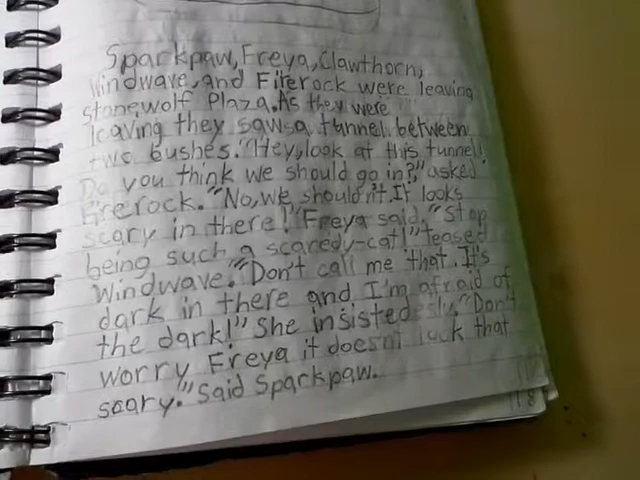 Sparkpaw, Freya, Clawthorn,
Windwave, and Firerock were leaving
Stonewolf Plaza. As they were
leaving they saw a tunnel between
two bushes. "Hey, look at this tunnel!
Do you think we should go in?" asked
Firerock. "No, we shouldn't. It looks
scary in there!" Freya said. "Stop
being such a scaredy-cat!" teased
Windwave. "Don't call me that. It's
dark in there and I'm afraid of
the dark!" She insisted "Don't
worry Freya it doesn't look that
scary." Said Sparkpaw.